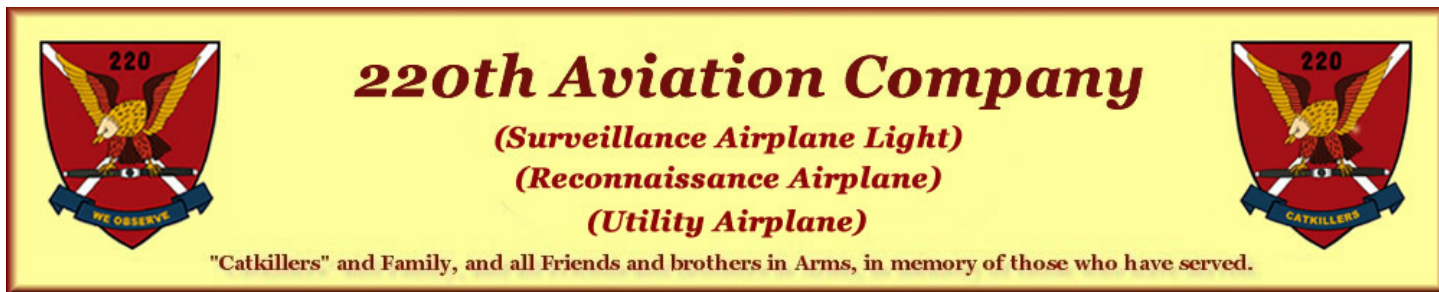 220
220th Aviation Company
220
(Surveillance Airplane Light)
(Reconnaissance Airplane)
WE OBSERVE
(Utility Airplane)
CATKILLERS
"Catkillers" and Family, and all Friends and brothers in Arms, in memory of those who have served.